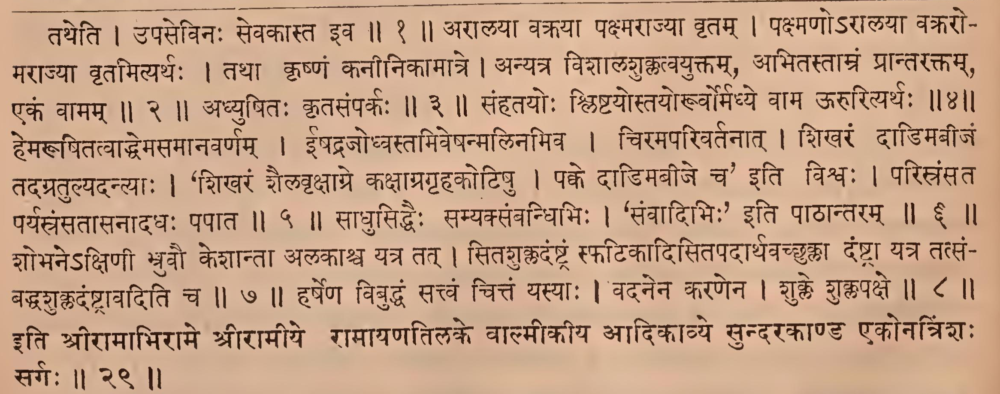 तथेति । उपसेविनः सेवकास्त इव ॥ १ ॥ अरालया वक्रया पक्ष्मराज्या वृतम् । पक्ष्मणोऽरालया वक्ररो-
मराज्या वृतमित्यर्थः । तथा कृष्णं कनीनिकामात्रे । अन्यत्र विशालशुक्लत्वयुक्तम्, अभितस्ताम्रं प्रान्तरक्तम्,
एकं वामम् ॥ २ ॥ अध्युषितः कृतसंपर्कः ॥ ३ ॥ संहतयोः श्लिष्टयोस्तयोरूर्वोर्मध्ये वाम ऊरुरित्यर्थः ॥४॥
हेमरूषितत्वाद्धेमसमानवर्णम् । ईषद्रजोध्वस्तमिवेषन्मलिनमिव । चिरमपरिवर्तनात् । शिखरं दाडिमबीजं
तदग्रतुल्यदन्त्याः । ‘शिखरं शैलवृक्षाग्रे कक्षाग्रगृहकोटिषु । पक्वे दाडिमबीजे च’ इति विश्वः । परिस्रंसत
पर्यस्रंसतासनादधः पपात ॥ ५ ॥ साधुसिद्धैः सम्यक्संबन्धिभिः । ‘संवादिभिः’ इति पाठान्तरम् ॥ ६ ॥
शोभनेऽक्षिणी भ्रुवौ केशान्ता अलकाश्च यत्र तत् । सितशुक्लदंष्ट्रं स्फटिकादिसितपदार्थवच्छुक्ला दंष्ट्रा यत्र तत्सं-
बद्धशुक्लदंष्ट्रावदिति च ॥ ७ ॥ हर्षेण विबुद्धं सत्त्वं चित्तं यस्याः । वदनेन करणेन । शुक्ले शुक्लपक्षे ॥ ८ ॥
इति श्रीरामाभिरामे श्रीरामीये रामायणतिलके वाल्मीकीय आदिकाव्ये सुन्दरकाण्ड एकोनत्रिंशः
सर्गः ॥ २९ ॥